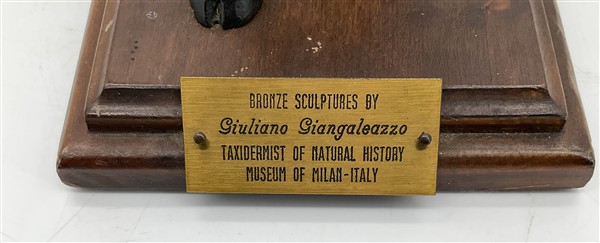 BRONZE SCULPTURES BY
Giuliano Giangaleazzo
TAXIDERMIST OF NATURAL HISTORY
MUSEUM OF MILAN-ITALY